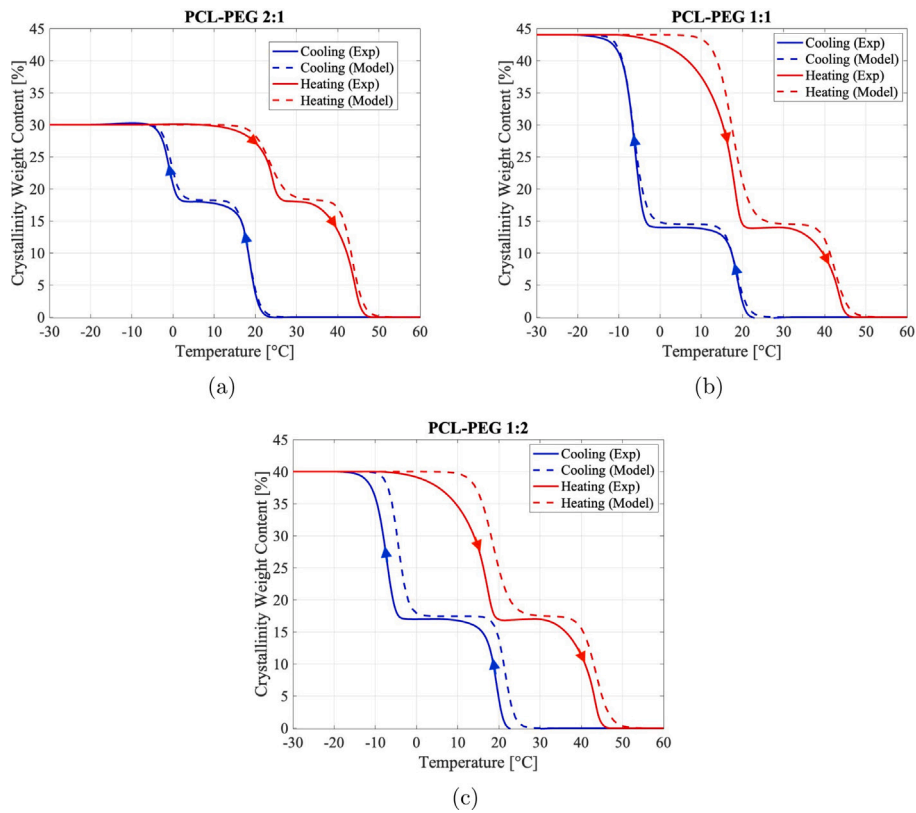 PCL-PEG 2:1
Crystallinity Weight Content [%]
45
40
35
30
25
20
15
10
5
0
Cooling (Exp)
Cooling (Model)
Heating (Exp)
Heating (Model)
-30 -20 -10 0 10 20 30 40 50 60
Temperature [°C]
(a)
PCL-PEG 1:1
Crystallinity Weight Content [%]
45
40
35
30
25
20
15
10
5
0
Cooling (Exp)
Cooling (Model)
Heating (Exp)
Heating (Model)
-30 -20 -10 0 10 20 30 40 50 60
Temperature [°C]
(b)
PCL-PEG 1:2
Crystallinity Weight Content [%]
45
40
35
30
25
20
15
10
5
0
Cooling (Exp)
Cooling (Model)
Heating (Exp)
Heating (Model)
-30 -20 -10 0 10 20 30 40 50 60
Temperature [°C]
(c)